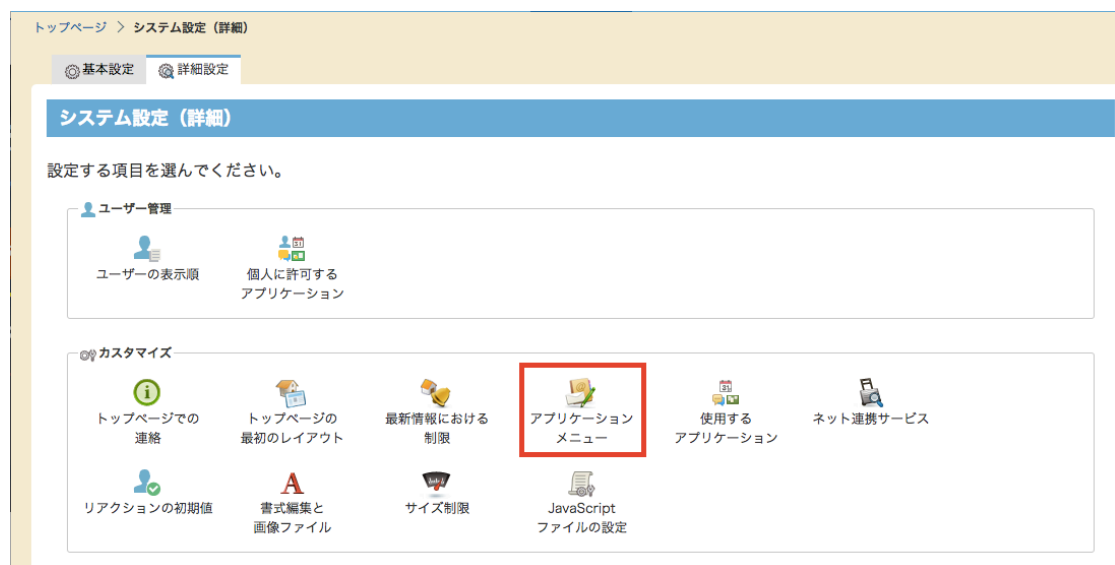 トップページ > システム設定（詳細）
基本設定 詳細設定
システム設定（詳細）
設定する項目を選んでください。
ユーザー管理
ユーザーの表示順
個人に許可する
アプリケーション
カスタマイズ
トップページでの
連絡
トップページの
最初のレイアウト
最新情報における
制限
アプリケーション
メニュー
使用する
アプリケーション
ネット連携サービス
リアクションの初期値
書式編集と
画像ファイル
サイズ制限
JavaScript
ファイルの設定